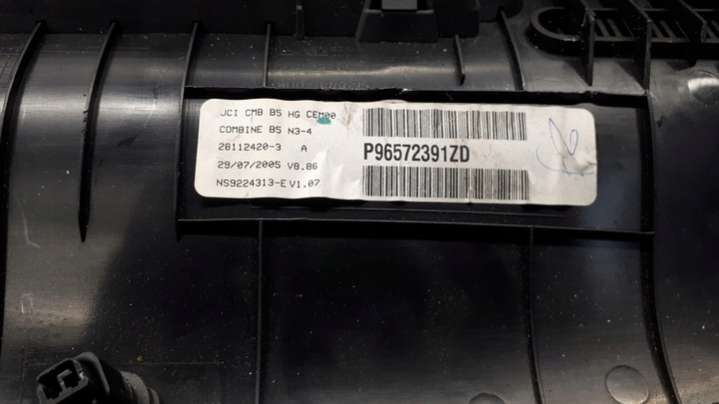 JCI CMB B5 HG CEM00
COMBINE B5 N3-4
28112420-3 A
29/07/2005 V8.86
NS9224313-E V1.07
P96572391ZD